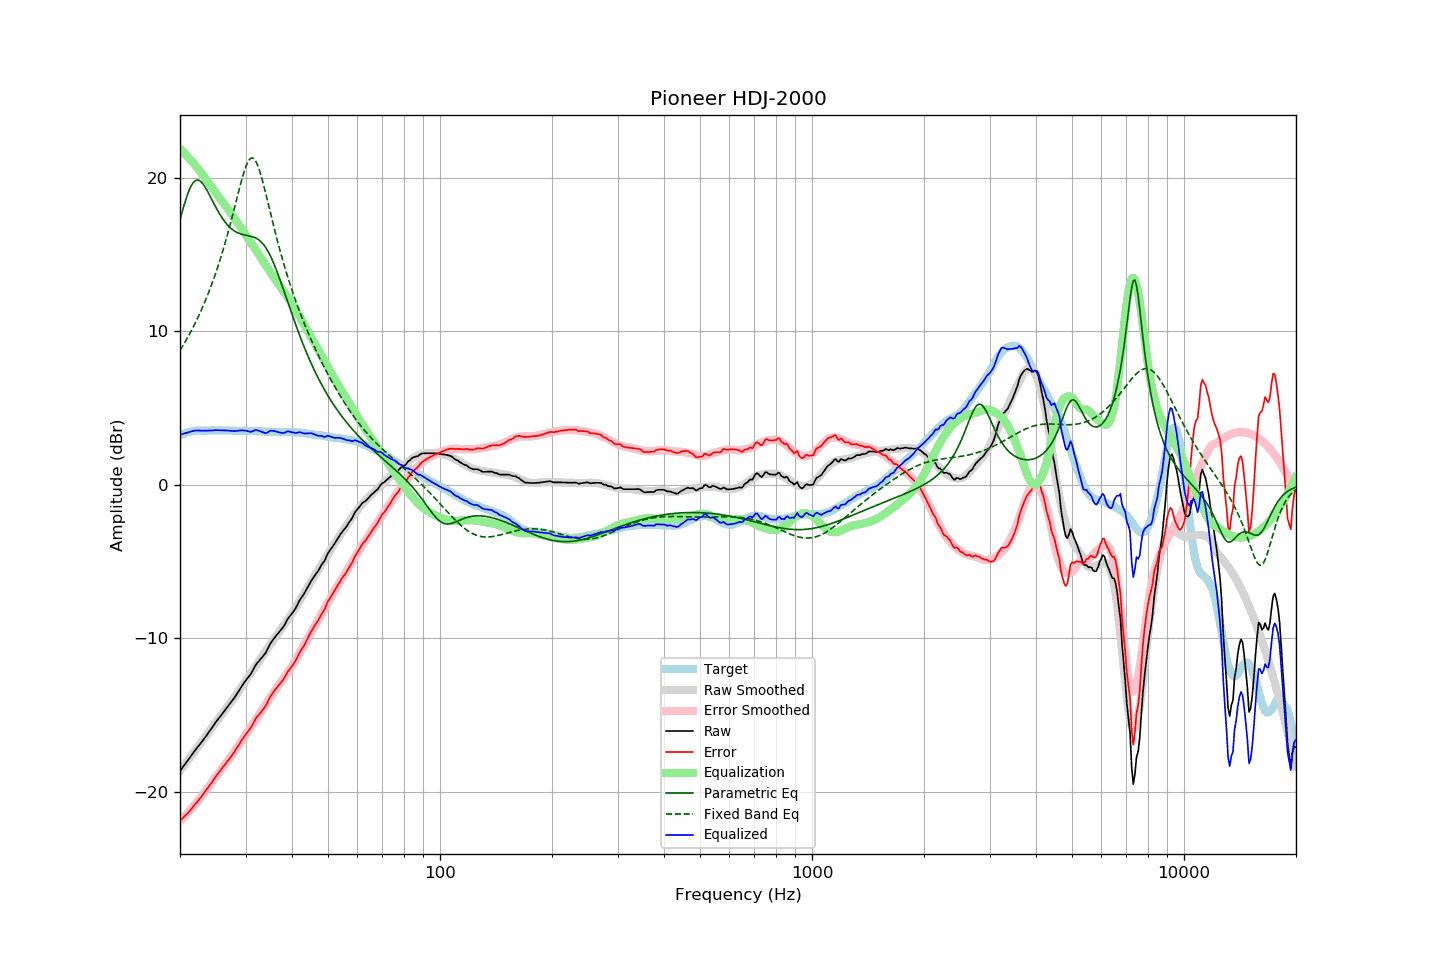 Pioneer HDJ-2000
Amplitude (dBr)
20
10
0
−10
−20
Target
Raw Smoothed
Error Smoothed
Raw
Error
Equalization
Parametric Eq
Fixed Band Eq
Equalized
100
1000
10000
Frequency (Hz)